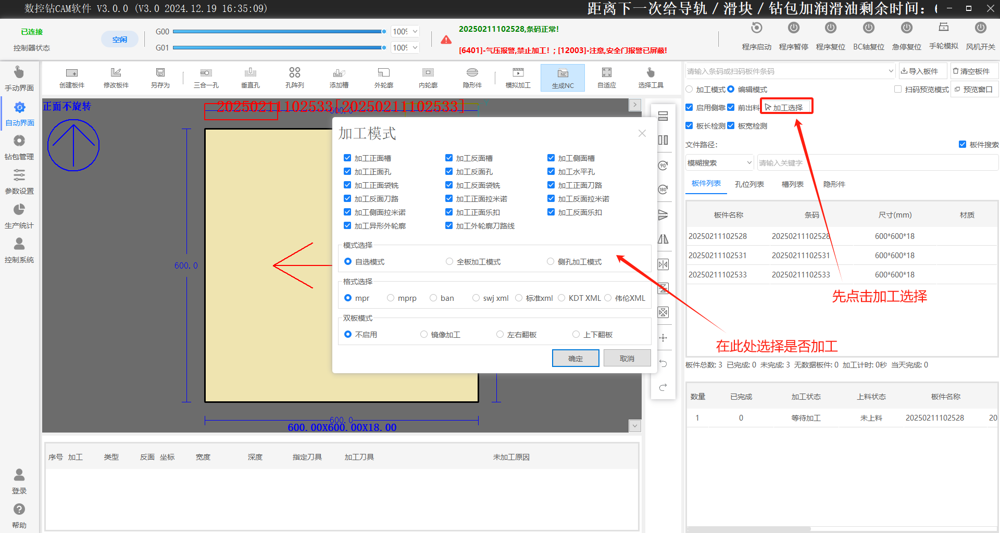 数控钻CAM软件 V3.0.0 (V3.0 2024.12.19 16:35:09)
距离下一次给导轨／滑块／钻包加润滑油剩余时间：
已连接
控制器状态
空闲
G00
100%
G01
100%
20250211102528,条码正常!
[6401]-气压报警,禁止加工! ; [12003]-注意,安全门报警已屏蔽!
程序启动
程序暂停
程序复位
BC轴复位
急停复位
手轮模拟
风机开关
手动界面
自动界面
钻包管理
参数设置
生产统计
控制系统
登录
帮助
创建板件
修改板件
另存为
三合一孔
垂直孔
孔阵列
添加槽
外轮廓
内轮廓
隐形件
模拟加工
NC
生成NC
自适应
选择工具
正面不旋转
20250211102533[20250211102533]
600.0
600.0
600.0
600.00X600.00X18.00
加工模式
加工正面槽
加工反面槽
加工侧面槽
加工正面孔
加工反面孔
加工水平孔
加工正面袋铣
加工反面袋铣
加工正面刀路
加工反面刀路
加工正面拉米诺
加工反面拉米诺
加工侧面拉米诺
加工正面乐扣
加工反面乐扣
加工异形外轮廓
加工外轮廓刀路线
模式选择
自选模式
全板加工模式
侧孔加工模式
格式选择
mpr
mprp
ban
swj xml
标准xml
KDT XML
伟伦XML
双板模式
不启用
镜像加工
左右翻板
上下翻板
确定
取消
90°
180°
请输入条码或扫码板件条码
导入板件
清空板件
加工模式
编辑模式
扫码预览模式
预览窗口
启用侧靠
前出料
加工选择
板长检测
板宽检测
文件路径:
板件搜索
模糊搜索
请输入关键字
板件列表
孔位列表
槽列表
隐形件
板件名称 条码 尺寸(mm) 材质
20250211102528 20250211102528 600*600*18
20250211102531 20250211102531 600*600*18
20250211102533 20250211102533 600*600*18
先点击加工选择
在此处选择是否加工
板件总数: 3 已完成: 0 未完成: 3 无数据板件: 0 加工计时: 0秒 当天完成: 0
数量 已完成 加工状态 上料状态 板件名称
1 0 等待加工 未上料 20250211102528 20
序号 加工 类型 反面 坐标 宽度 深度 指定刀具 加工刀具 未加工原因